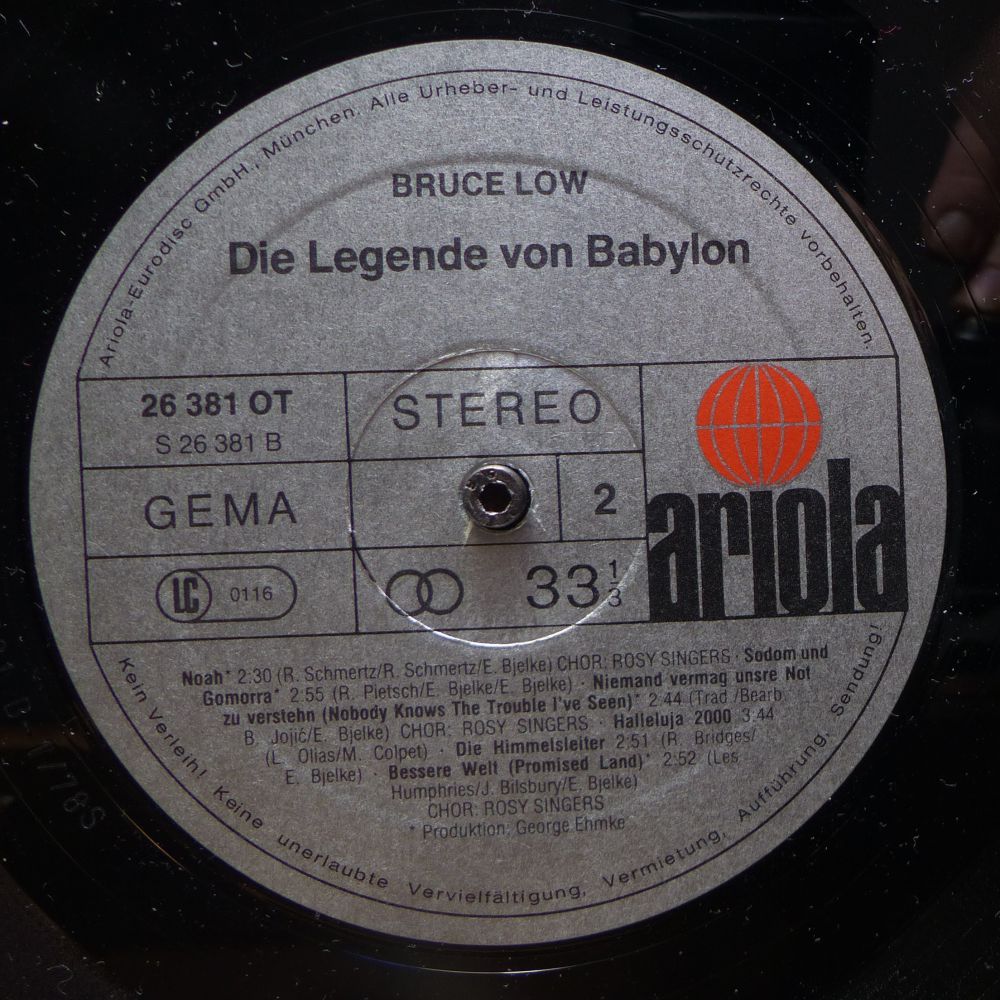 Ariola-Eurodisc GmbH., München. Alle Urheber- und Leistungsschutzrechte vorbehalten.
BRUCE LOW
Die Legende von Babylon
26 381 OT
S 26 381 B
STEREO
GEMA
2
LC 0116
33 1/3
ariola
Noah* 2:30 (R. Schmertz/R. Schmertz/E. Bjelke) CHOR: ROSY SINGERS · Sodom und
Gomorra* 2:55 (R. Pietsch/E. Bjelke/E. Bjelke) · Niemand vermag unsre Not
zu verstehn (Nobody Knows The Trouble I've Seen)* 2:44 (Trad./Bearb.
B. Jojić/E. Bjelke) CHOR: ROSY SINGERS · Halleluja 2000 3:44
(L. Olias/M. Colpet) · Die Himmelsleiter 2:51 (R. Bridges/
E. Bjelke) · Bessere Welt (Promised Land)* 2:52 (Les
Humphries/J. Bilsbury/E. Bjelke)
CHOR: ROSY SINGERS
* Produktion: George Ehmke
Kein Verleih! Keine unerlaubte Vervielfältigung, Vermietung, Aufführung, Sendung!